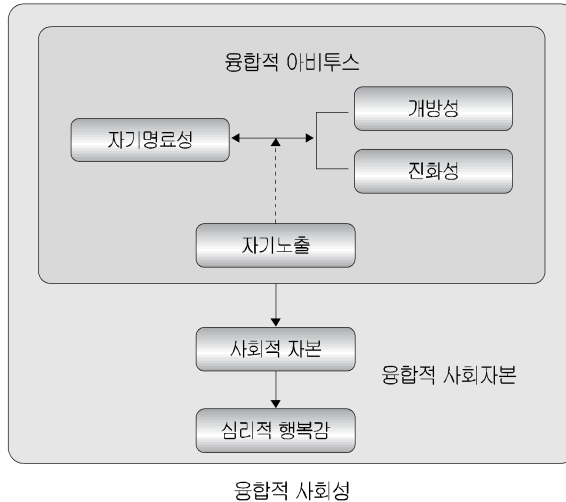 융합적 아비투스
개방성
자기명료성
진화성
자기노출
사회적 자본
융합적 사회자본
심리적 행복감
융합적 사회성